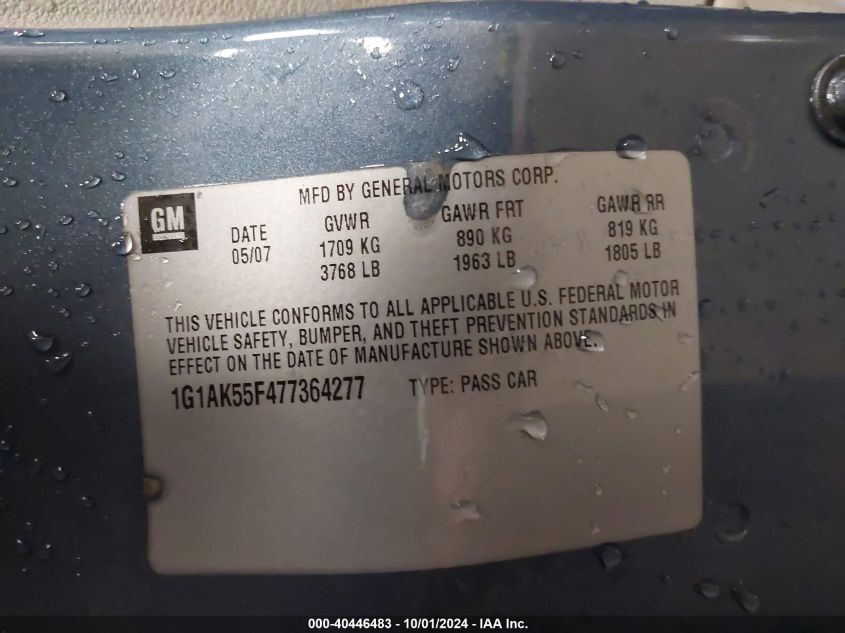 MFD BY GENERAL MOTORS CORP.
GM
DATE GVWR GAWR FRT GAWR RR
05/07 1709 KG 890 KG 819 KG
3768 LB 1963 LB 1805 LB
THIS VEHICLE CONFORMS TO ALL APPLICABLE U.S. FEDERAL MOTOR
VEHICLE SAFETY, BUMPER, AND THEFT PREVENTION STANDARDS IN
EFFECT ON THE DATE OF MANUFACTURE SHOWN ABOVE.
1G1AK55F477364277 TYPE: PASS CAR
000-40446483 - 10/01/2024 - IAA Inc.